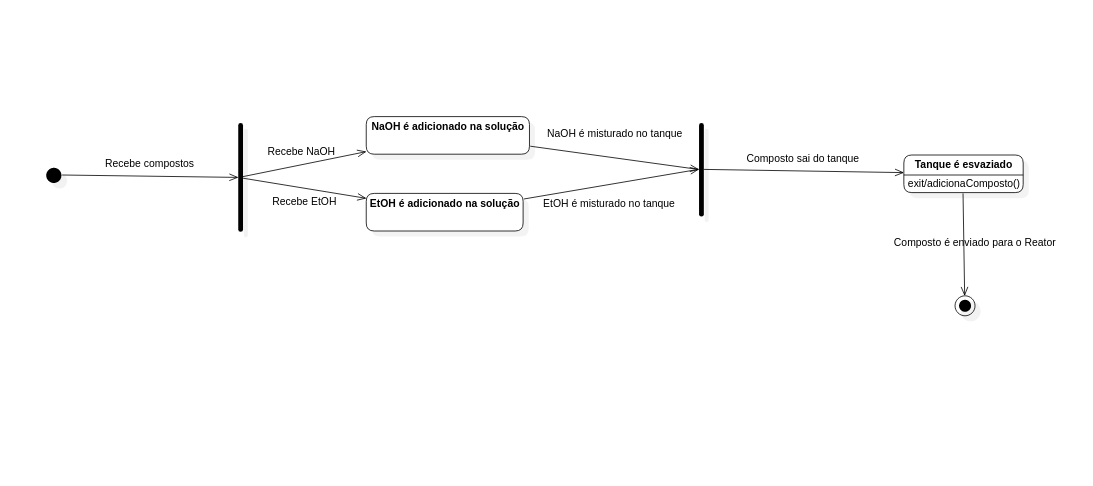 Recebe compostos
Recebe NaOH
Recebe EtOH
NaOH é adicionado na solução
EtOH é adicionado na solução
NaOH é misturado no tanque
EtOH é misturado no tanque
Composto sai do tanque
Tanque é esvaziado
exit/adicionaComposto()
Composto é enviado para o Reator